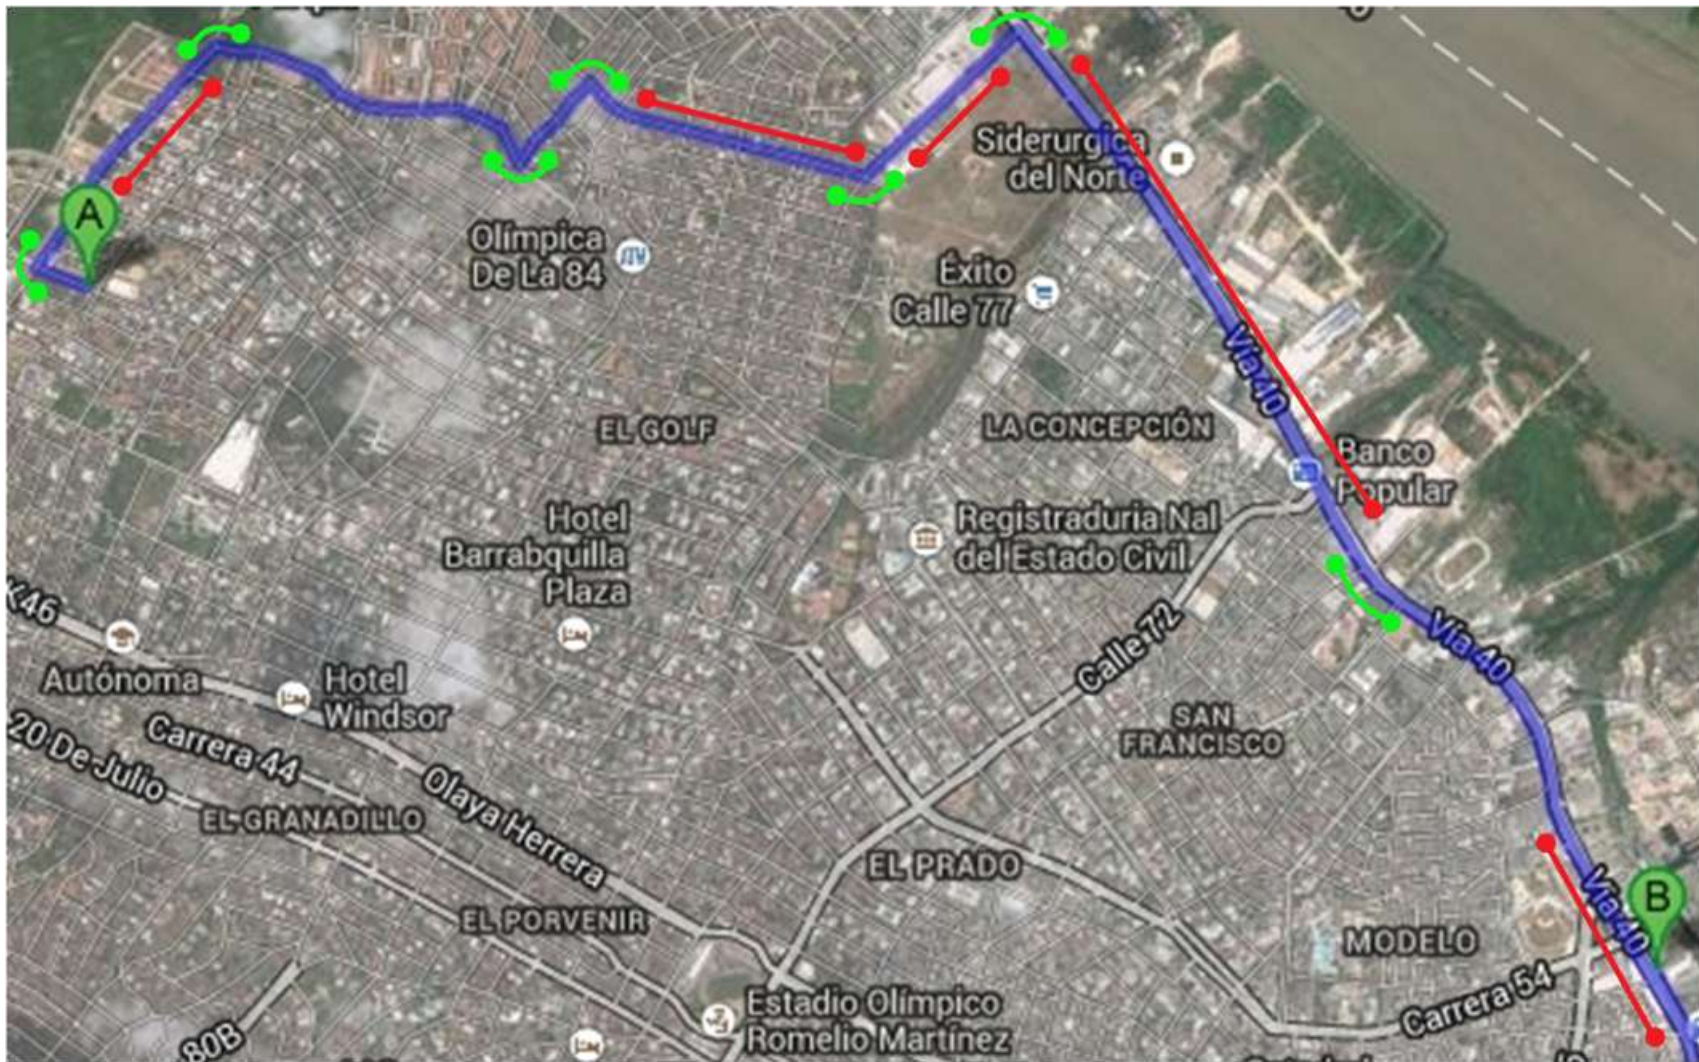 A
Siderurgica
del Norte
Olímpica
De La 84
Éxito
Calle 77
Vía 40
EL GOLF
LA CONCEPCIÓN
Banco
Popular
Hotel
Barrabquilla
Plaza
Registraduria Nal
del Estado Civil
K46
Calle 72
Vía 40
Autónoma
Hotel
Windsor
SAN
FRANCISCO
20 De Julio
Carrera 44
Olaya Herrera
EL GRANADILLO
EL PRADO
Vía 40
B
EL PORVENIR
MODELO
Carrera 54
Estadio Olímpico
Romelio Martínez
80B